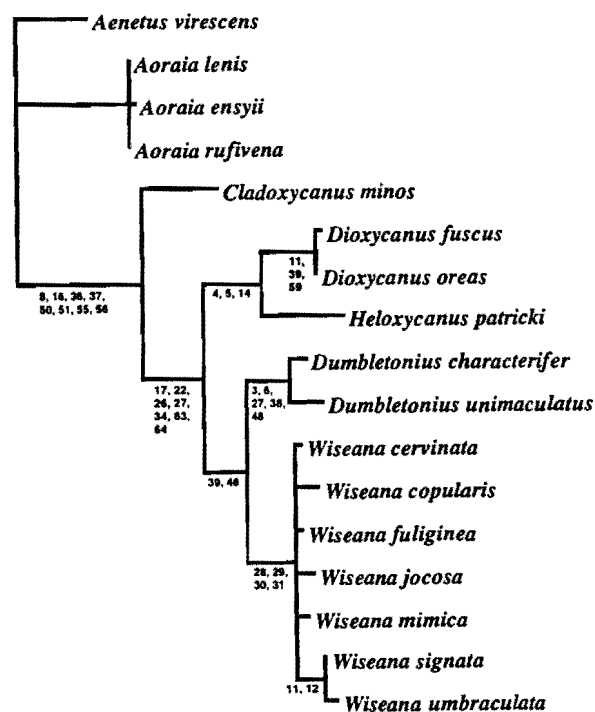 Aenetus virescens
Aoraia lenis
Aoraia ensyii
Aoraia rufivena
Cladoxycanus minos
Dioxycanus fuscus
11,
39,
59
Dioxycanus oreas
8, 16, 36, 37,
50, 51, 55, 56
4, 5, 14
Heloxycanus patricki
Dumbletonius characterifer
17, 22,
26, 27,
34, 63,
64
3, 6,
27, 38,
48
Dumbletonius unimaculatus
Wiseana cervinata
39, 46
Wiseana copularis
Wiseana fuliginea
28, 29,
30, 31
Wiseana jocosa
Wiseana mimica
Wiseana signata
11, 12
Wiseana umbraculata